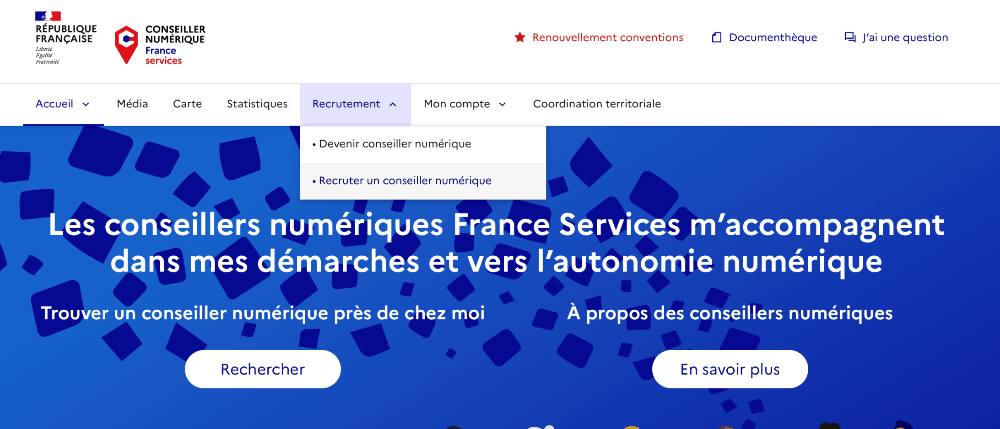 RÉPUBLIQUE
FRANÇAISE
Liberté
Égalité
Fraternité
CONSEILLER
NUMÉRIQUE
France
services
Renouvellement conventions
Documenthèque
J’ai une question
Accueil
Média
Carte
Statistiques
Recrutement
Mon compte
Coordination territoriale
• Devenir conseiller numérique
• Recruter un conseiller numérique
Les conseillers numériques France Services m’accompagnent
dans mes démarches et vers l’autonomie numérique
Trouver un conseiller numérique près de chez moi
À propos des conseillers numériques
Rechercher
En savoir plus